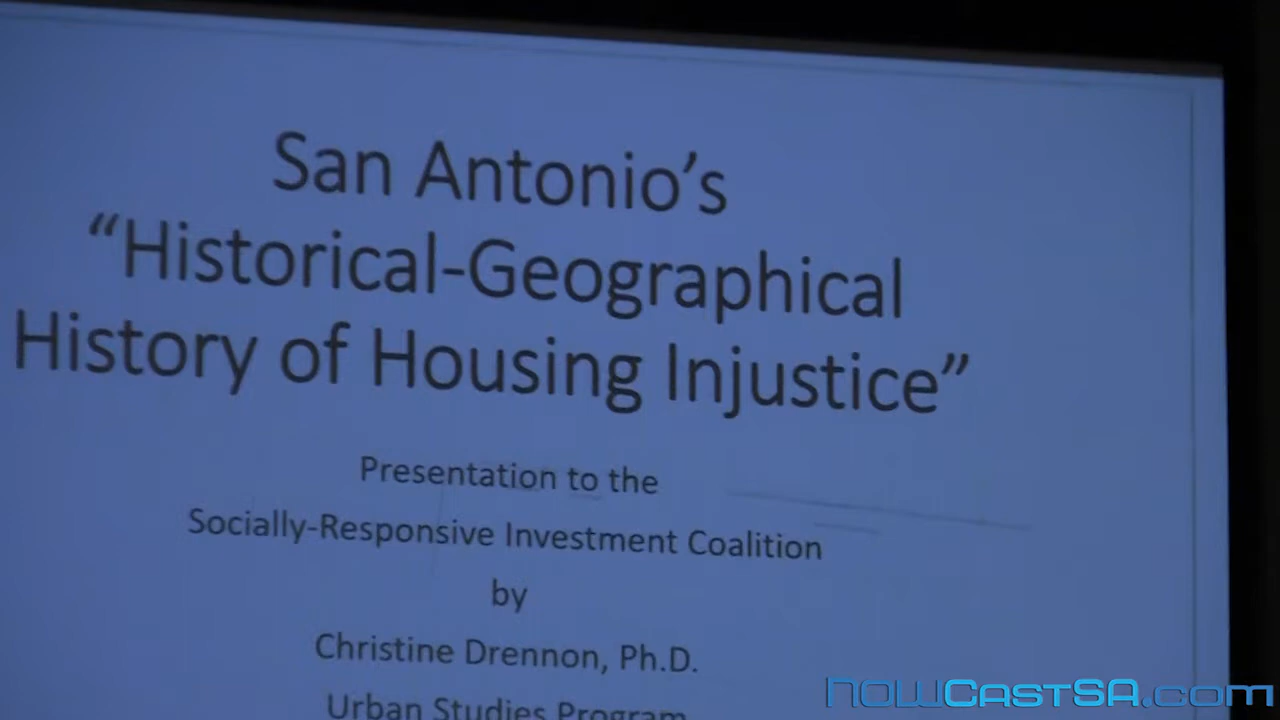 San Antonio's
“Historical-Geographical
History of Housing Injustice”
Presentation to the
Socially-Responsive Investment Coalition
by
Christine Drennon, Ph.D.
Urban Studies Program
NOWCastSA.com